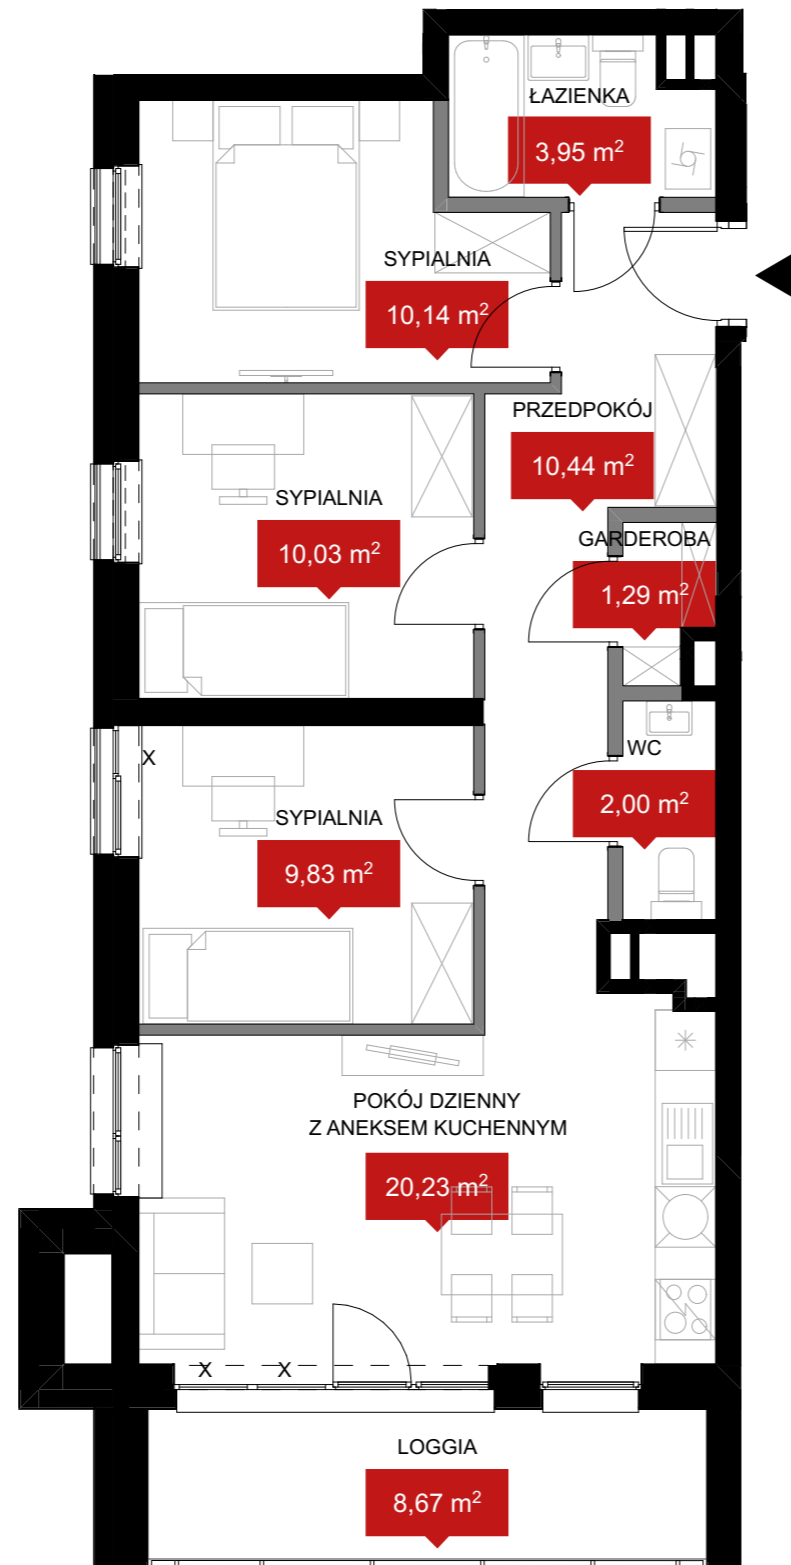 ŁAZIENKA
3,95 m²
SYPIALNIA
10,14 m²
PRZEDPOKÓJ
10,44 m²
SYPIALNIA
10,03 m²
GARDEROBA
1,29 m²
WC
2,00 m²
X
SYPIALNIA
9,83 m²
POKÓJ DZIENNY
Z ANEKSEM KUCHENNYM
20,23 m²
X X
LOGGIA
8,67 m²